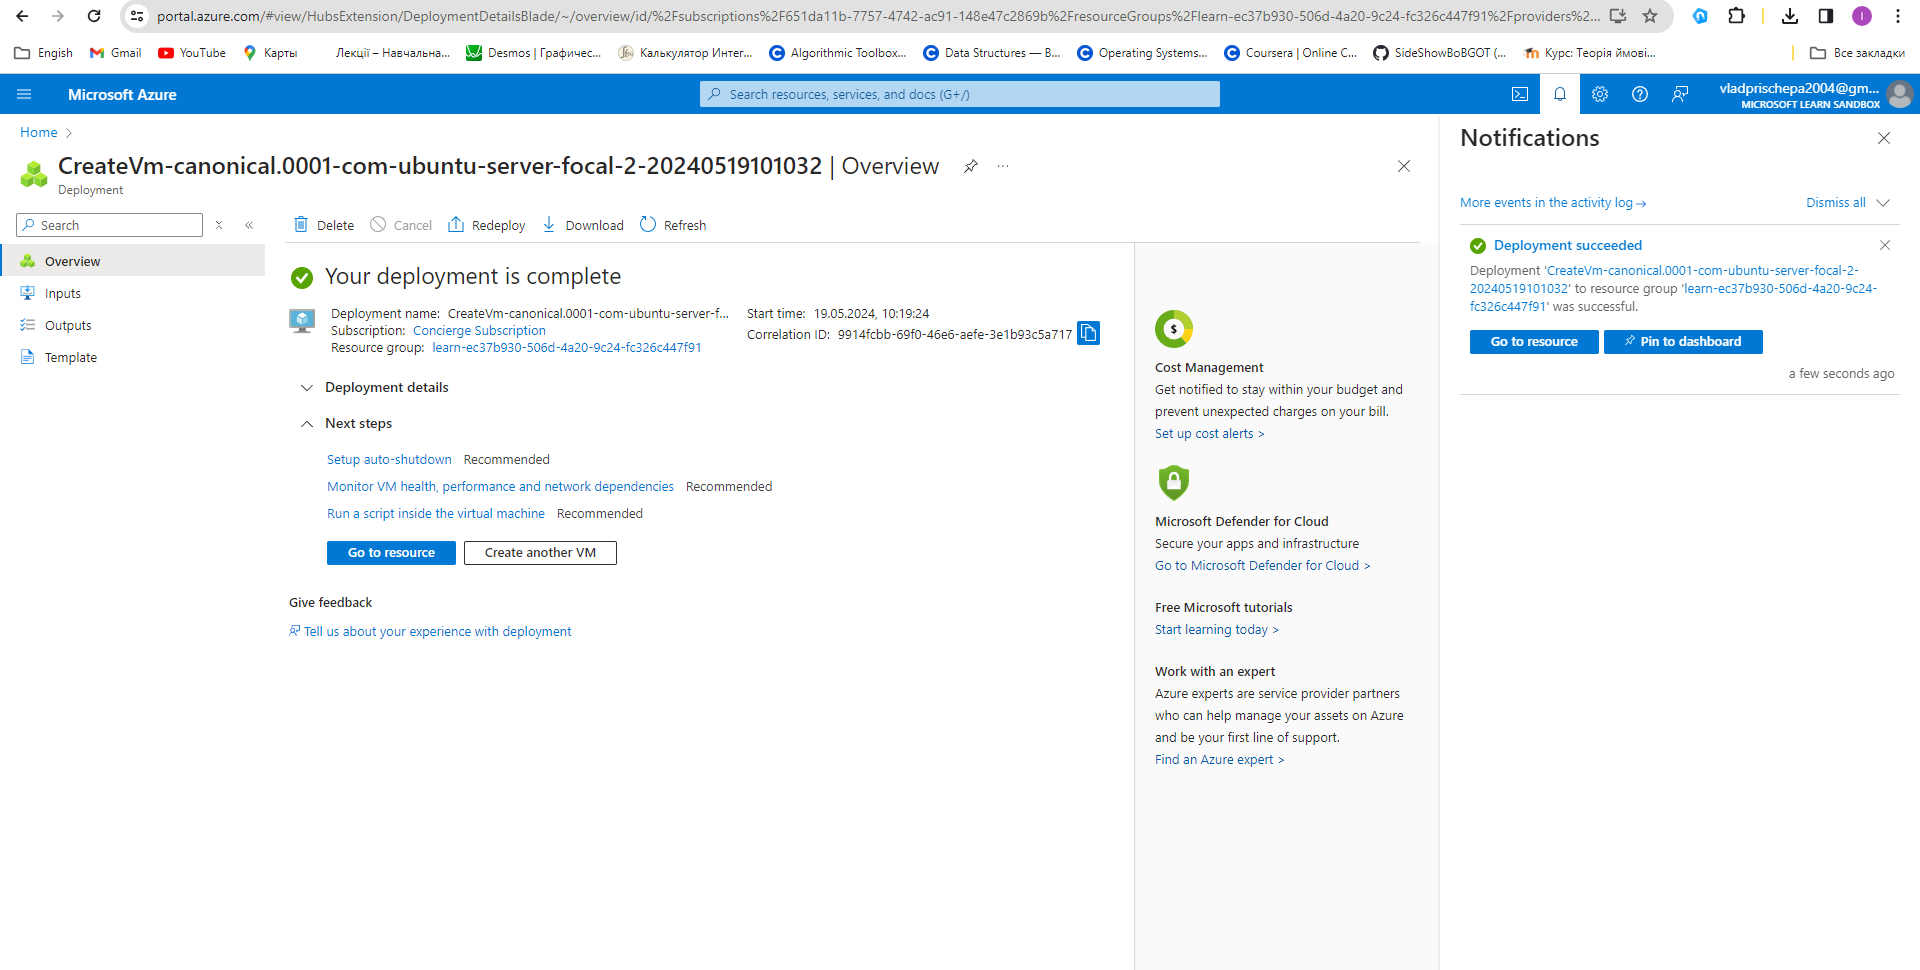 portal.azure.com/#view/HubsExtension/DeploymentDetailsBlade/~/overview/id/%2Fsubscriptions%2F651da11b-7757-4742-ac91-148e47c2869b%2FresourceGroups%2Flearn-ec37b930-506d-4a20-9c24-fc326c447f91%2Fproviders%2...
I
Engish
Gmail
YouTube
Карты
Лекції – Навчальна...
Desmos | Графичес...
Калькулятор Интег...
Algorithmic Toolbox...
Data Structures — В...
Operating Systems...
Coursera | Online C...
SideShowBoBGOT (...
Курс: Теорія ймові...
Все закладки
Microsoft Azure
Search resources, services, and docs (G+/)
vladprischepa2004@gm...
MICROSOFT LEARN SANDBOX
Home
CreateVm-canonical.0001-com-ubuntu-server-focal-2-20240519101032 | Overview
Deployment
Search
Overview
Inputs
Outputs
Template
Delete
Cancel
Redeploy
Download
Refresh
Your deployment is complete
Deployment name: CreateVm-canonical.0001-com-ubuntu-server-f...
Subscription: Concierge Subscription
Resource group: learn-ec37b930-506d-4a20-9c24-fc326c447f91
Start time: 19.05.2024, 10:19:24
Correlation ID: 9914fcbb-69f0-46e6-aefe-3e1b93c5a717
Deployment details
Next steps
Setup auto-shutdown Recommended
Monitor VM health, performance and network dependencies Recommended
Run a script inside the virtual machine Recommended
Go to resource
Create another VM
Give feedback
Tell us about your experience with deployment
Cost Management
Get notified to stay within your budget and
prevent unexpected charges on your bill.
Set up cost alerts >
Microsoft Defender for Cloud
Secure your apps and infrastructure
Go to Microsoft Defender for Cloud >
Free Microsoft tutorials
Start learning today >
Work with an expert
Azure experts are service provider partners
who can help manage your assets on Azure
and be your first line of support.
Find an Azure expert >
Notifications
More events in the activity log →
Dismiss all
Deployment succeeded
Deployment 'CreateVm-canonical.0001-com-ubuntu-server-focal-2-
20240519101032' to resource group 'learn-ec37b930-506d-4a20-9c24-
fc326c447f91' was successful.
Go to resource
Pin to dashboard
a few seconds ago